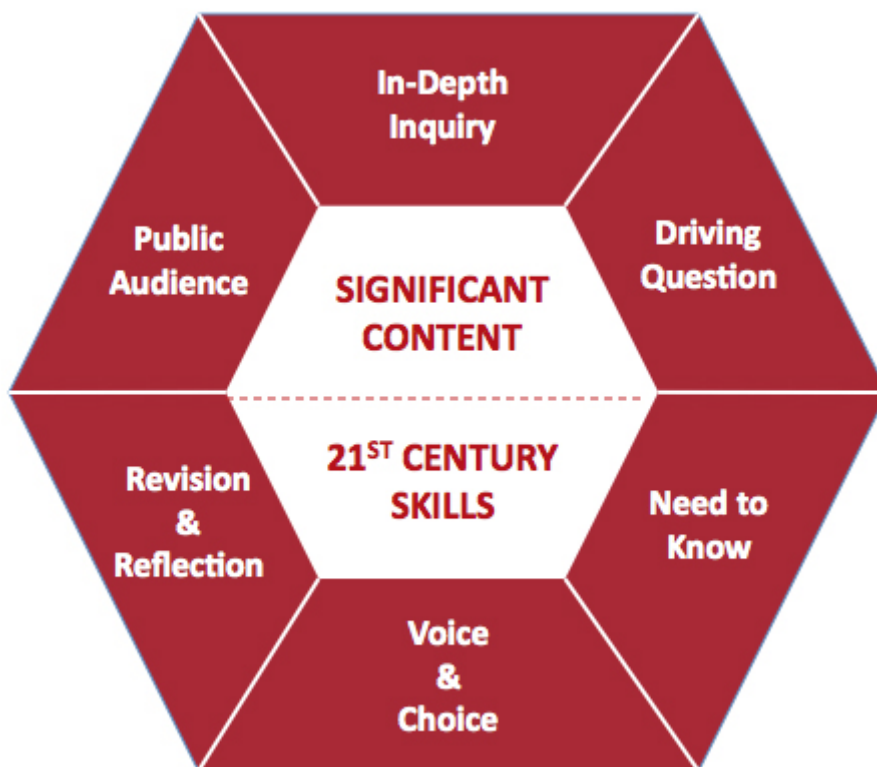 In-Depth
Inquiry
Driving
Question
Need to
Know
Voice
&
Choice
Revision
&
Reflection
Public
Audience
SIGNIFICANT
CONTENT
21ST CENTURY
SKILLS